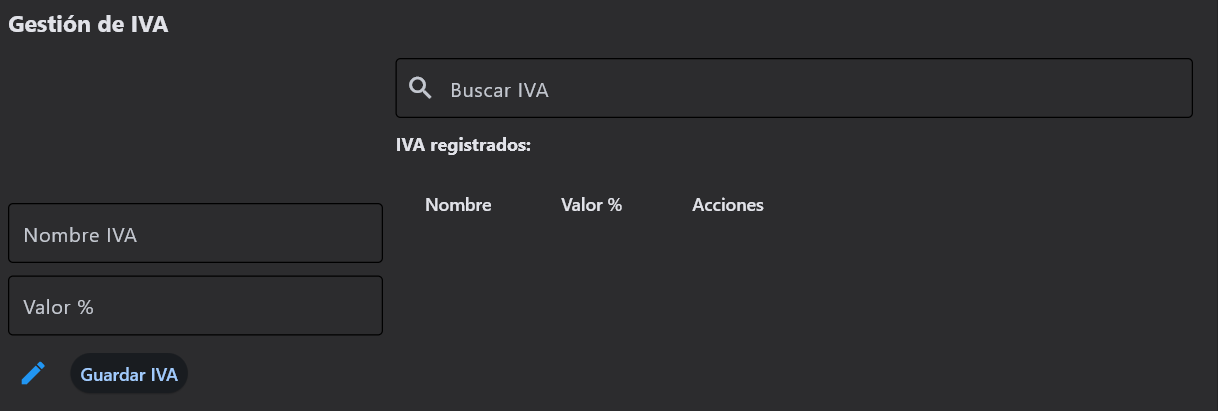 Gestión de IVA
Buscar IVA
IVA registrados:
Nombre Valor % Acciones
Nombre IVA
Valor %
Guardar IVA